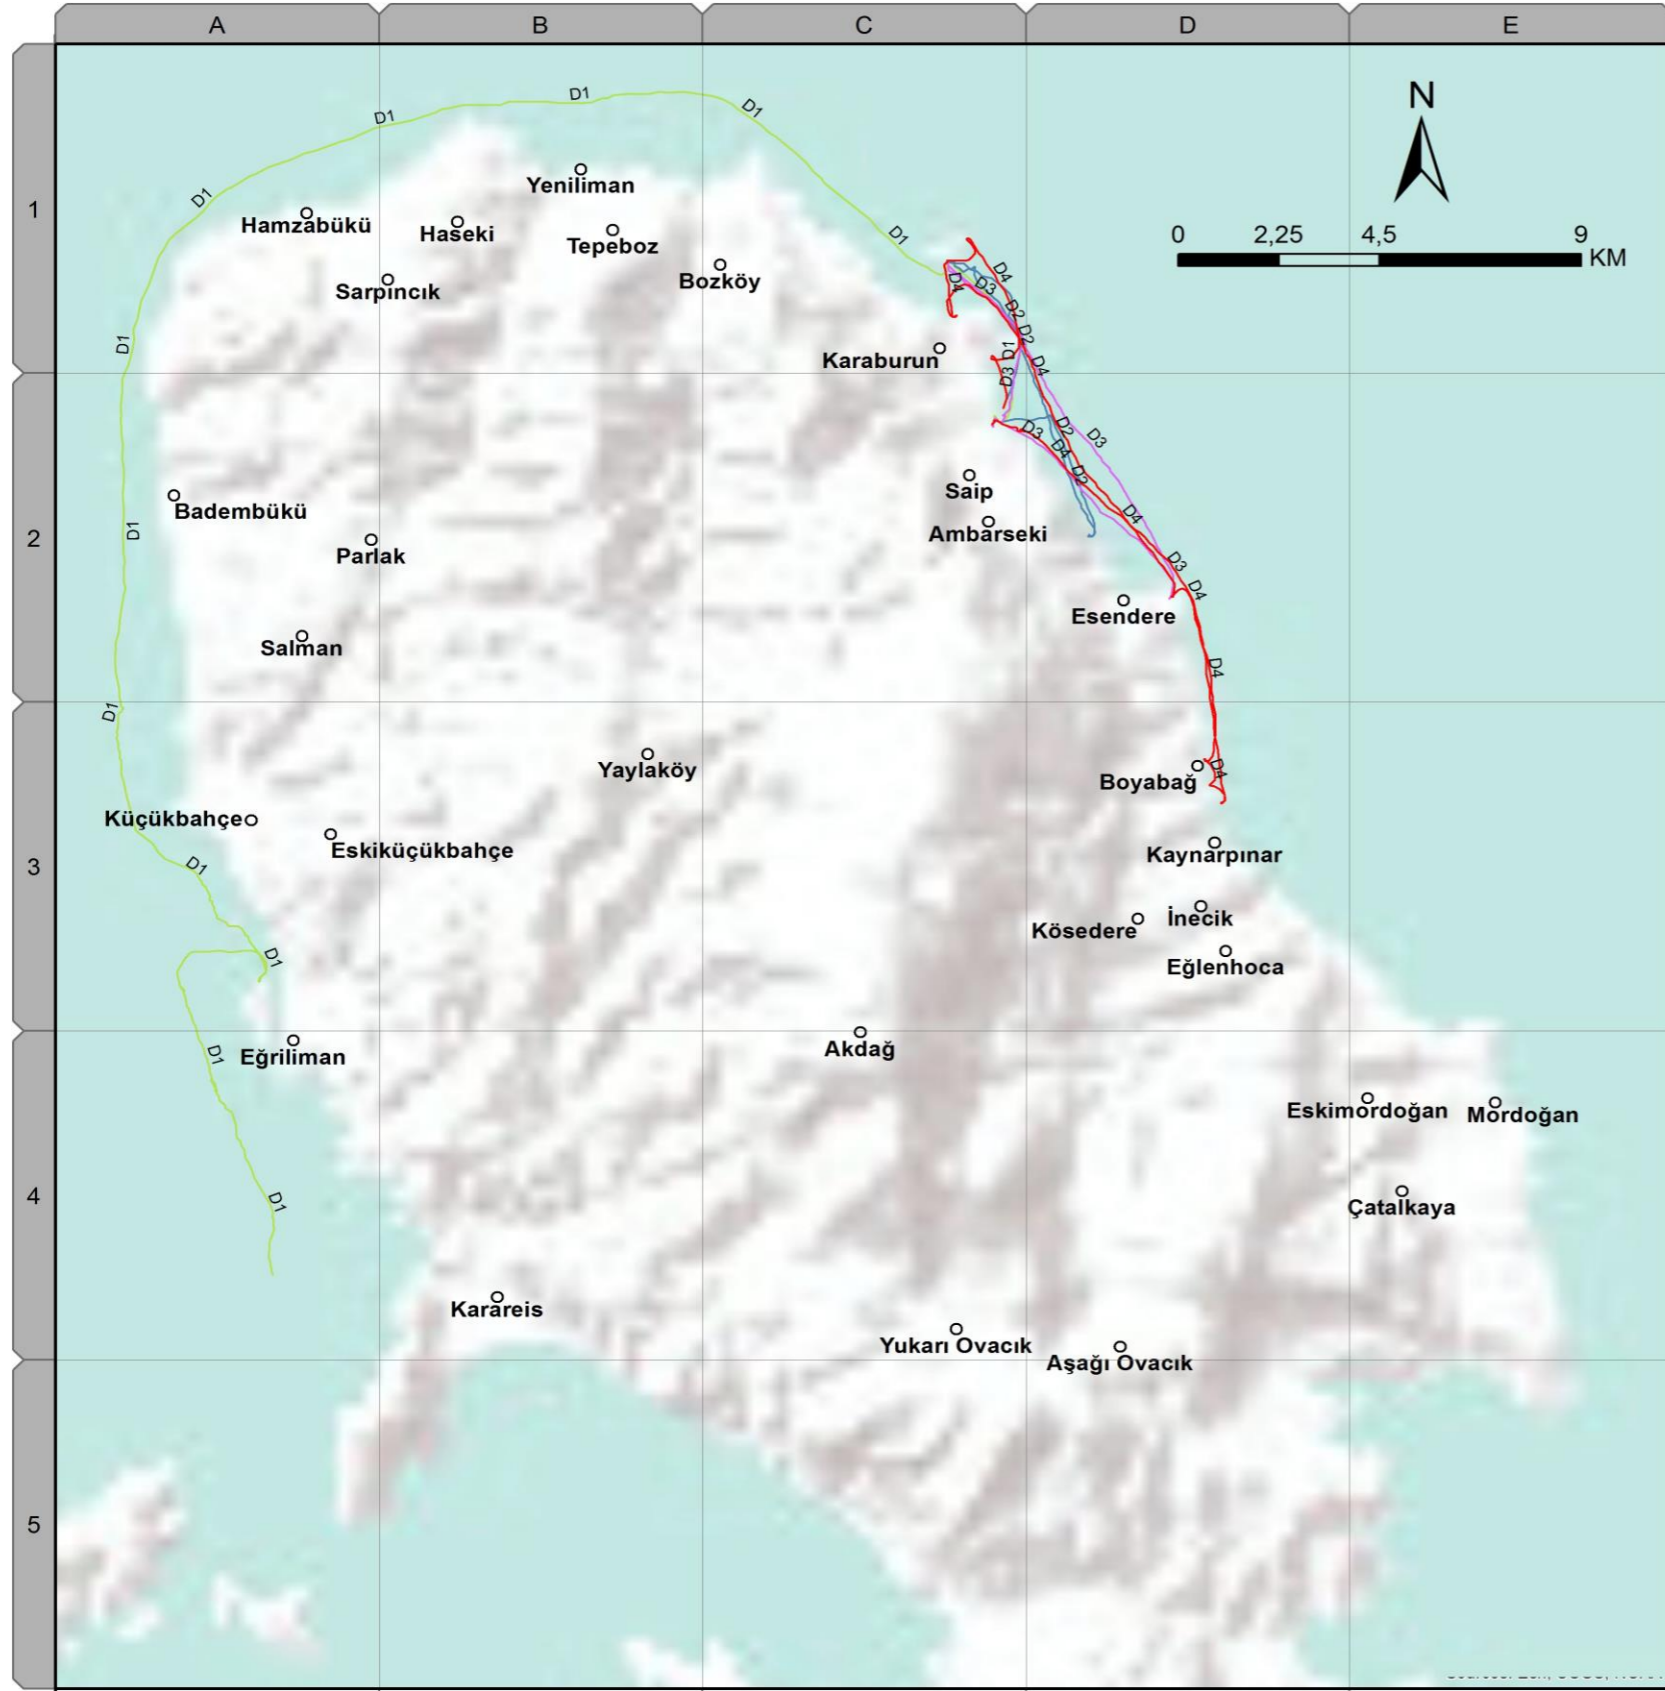 A B C D E
1
2
3
4
5
N
0 2,25 4,5 9
KM
D1
D1
D1
D1
D1
D1
Yeniliman
Hamzabükü
Haseki
Tepeboz
Sarpıncık
Bozköy
D4
D4
D3
D2
D2
D1
D1
D4
Karaburun
D3
D2
D3
D3
D4
D2
Saip
Badembükü
D4
D1
Ambarseki
Parlak
D3
D4
Esendere
Salman
D4
D1
Yaylaköy
D4
Boyabağ
Küçükbahçe
Eskiküçükbahçe
Kaynarpınar
D1
İnecik
Kösedere
D1
Eğlenhoca
Akdağ
D1
Eğriliman
Eskimordoğan
Mordoğan
D1
Çatalkaya
Karareis
Yukarı Ovacık
Aşağı Ovacık